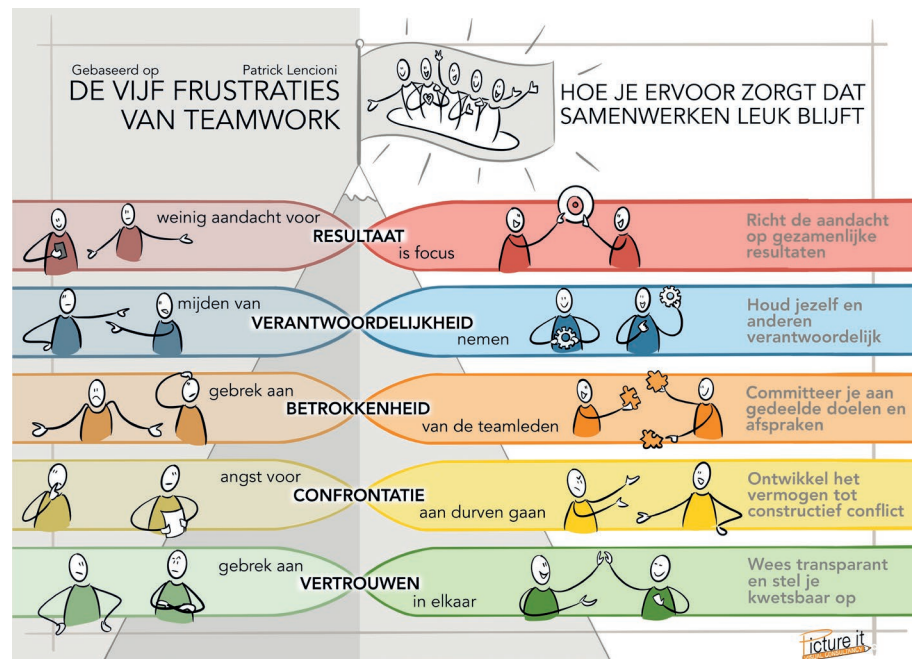 Gebaseerd op Patrick Lencioni
DE VIJF FRUSTRATIES
VAN TEAMWORK
HOE JE ERVOOR ZORGT DAT
SAMENWERKEN LEUK BLIJFT
weinig aandacht voor
RESULTAAT
is focus
Richt de aandacht
op gezamenlijke
resultaten
mijden van
VERANTWOORDELIJKHEID
nemen
Houd jezelf en
anderen
verantwoordelijk
gebrek aan
BETROKKENHEID
van de teamleden
Committeer je aan
gedeelde doelen en
afspraken
angst voor
CONFRONTATIE
aan durven gaan
Ontwikkel het
vermogen tot
constructief conflict
gebrek aan
VERTROUWEN
in elkaar
Wees transparant
en stel je
kwetsbaar op
Picture it